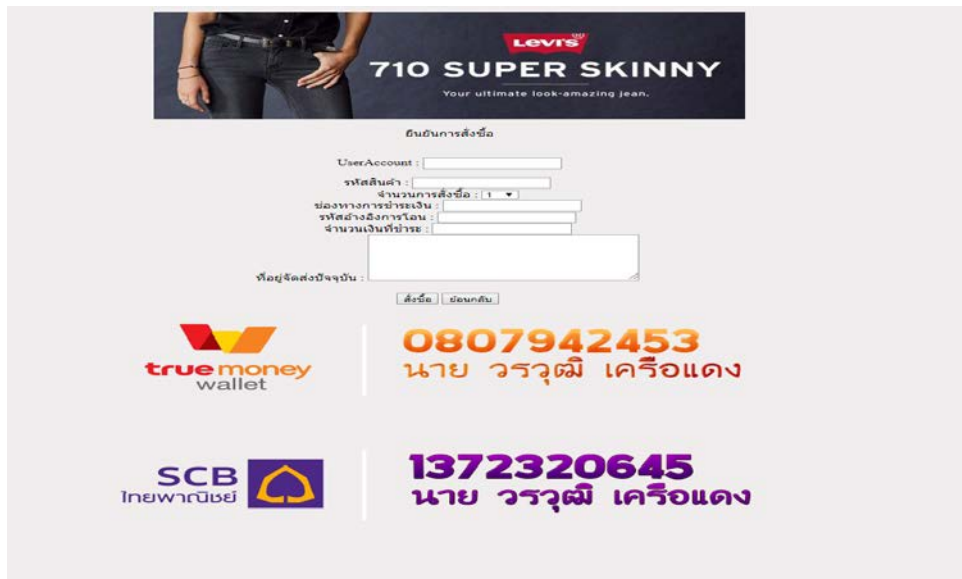 LEVI'S
710 SUPER SKINNY
Your ultimate look-amazing jean.
ยืนยันการสั่งซื้อ
UserAccount :
รหัสสินค้า :
จำนวนการสั่งซื้อ : 1
ช่องทางการชำระเงิน :
รหัสอ้างอิงการโอน :
จำนวนเงินที่ชำระ :
ที่อยู่จัดส่งปัจจุบัน :
สั่งซื้อ ย้อนกลับ
true money
wallet
0807942453
นาย วรวุฒิ เครือแดง
SCB
ไทยพาณิชย์
1372320645
นาย วรวุฒิ เครือแดง